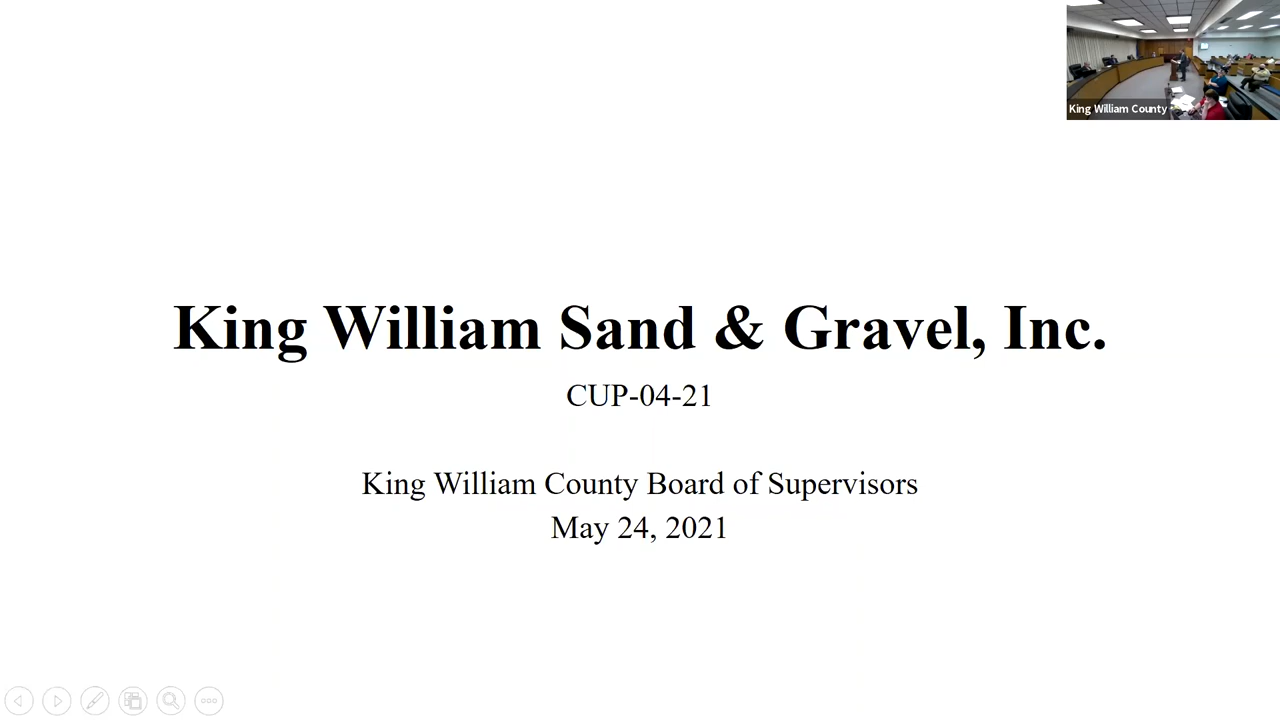 King William County
King William Sand & Gravel, Inc.
CUP-04-21
King William County Board of Supervisors
May 24, 2021